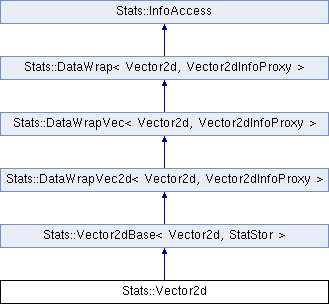 Stats::InfoAccess
Stats::DataWrap< Vector2d, Vector2dInfoProxy >
Stats::DataWrapVec< Vector2d, Vector2dInfoProxy >
Stats::DataWrapVec2d< Vector2d, Vector2dInfoProxy >
Stats::Vector2dBase< Vector2d, StatStor >
Stats::Vector2d